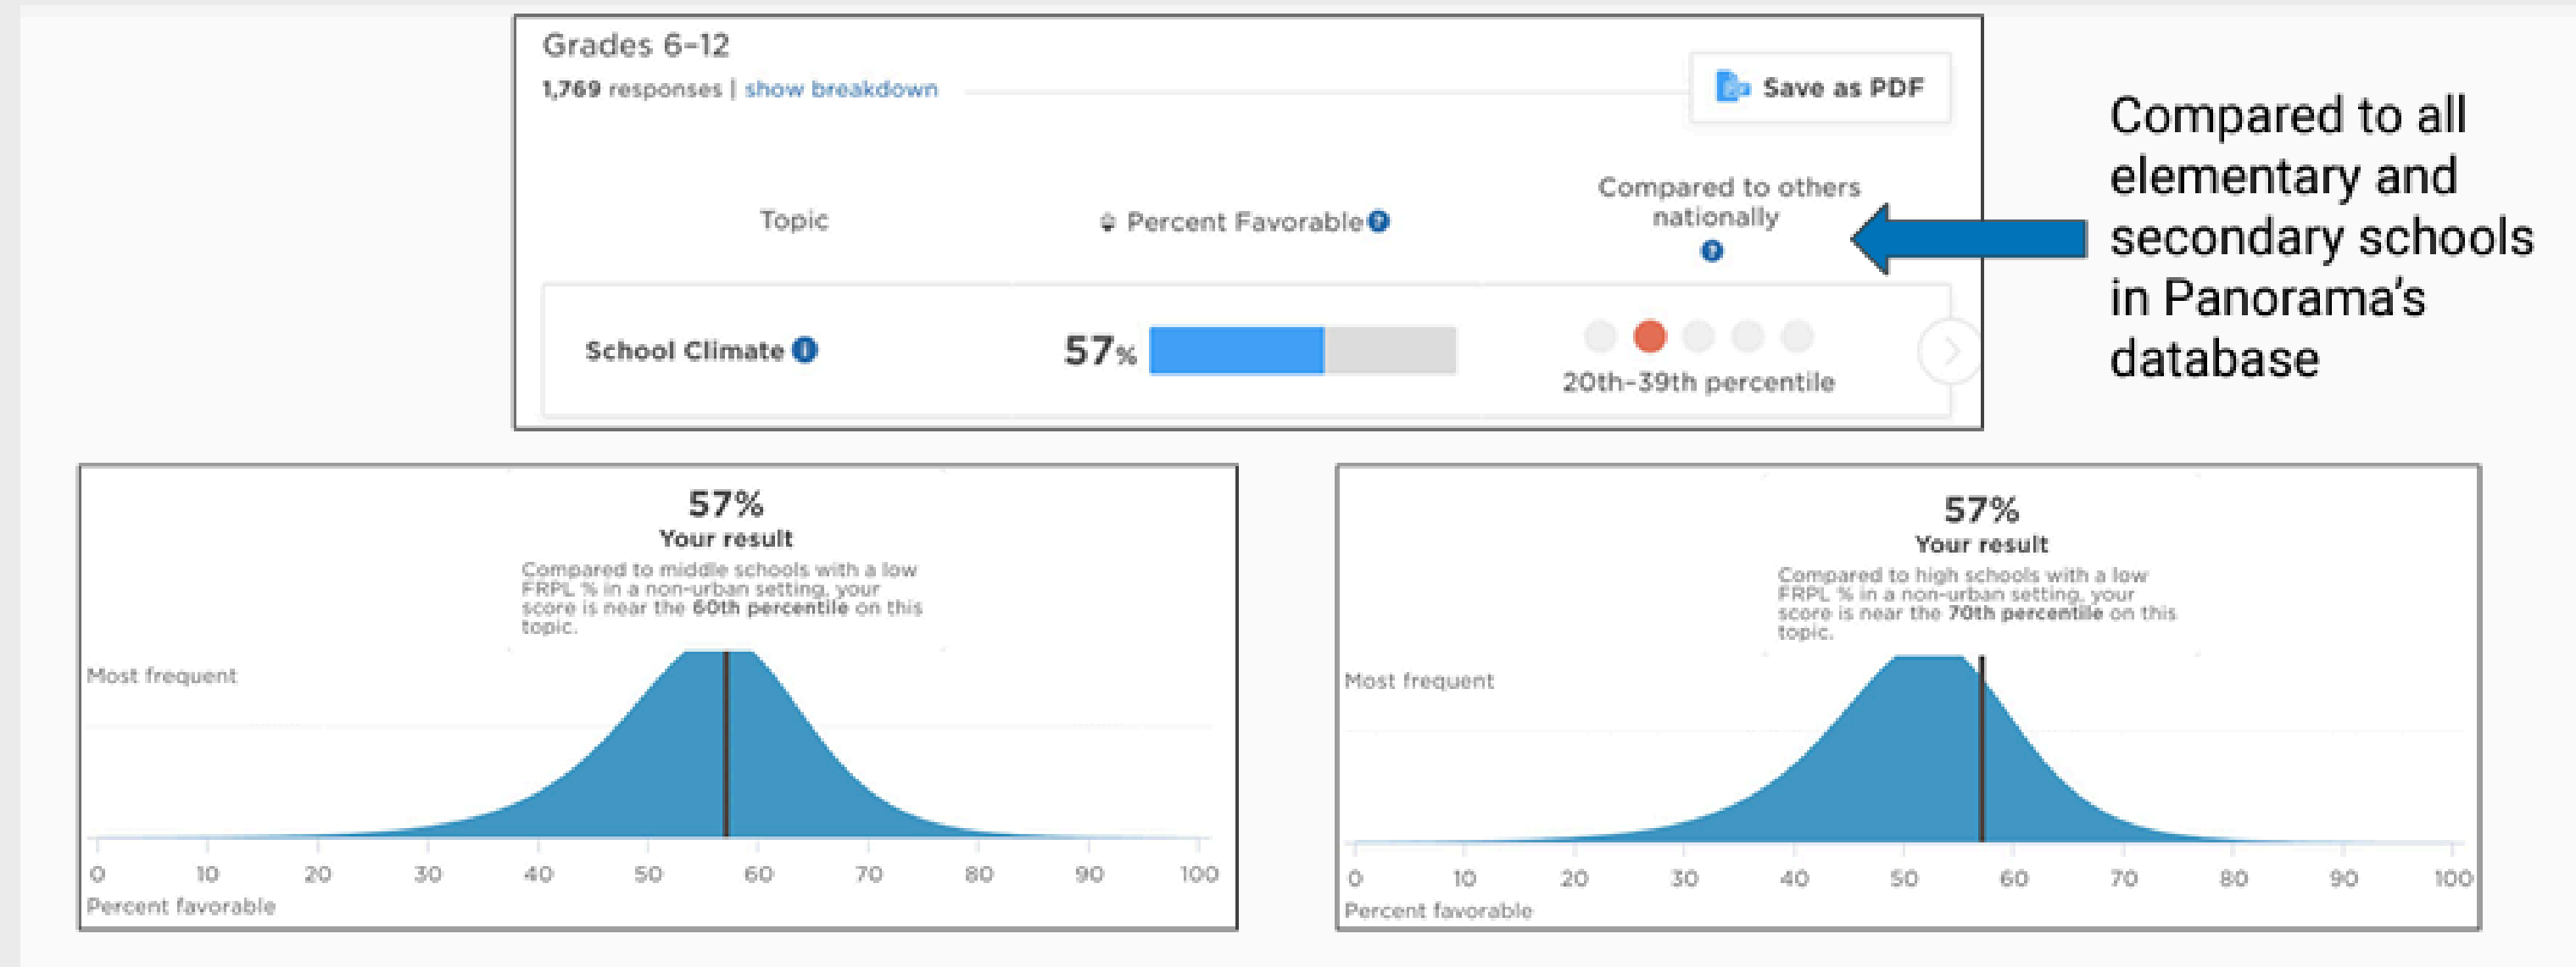 Grades 6–12
1,769 responses | show breakdown
Save as PDF
Topic
Percent Favorable
Compared to others
nationally
School Climate
57%
20th–39th percentile
Compared to all
elementary and
secondary schools
in Panorama's
database
57%
Your result
Compared to middle schools with a low
FRPL % in a non-urban setting, your
score is near the 60th percentile on this
topic.
Most frequent
0 10 20 30 40 50 60 70 80 90 100
Percent favorable
57%
Your result
Compared to high schools with a low
FRPL % in a non-urban setting, your
score is near the 70th percentile on this
topic.
Most frequent
0 10 20 30 40 50 60 70 80 90 100
Percent favorable